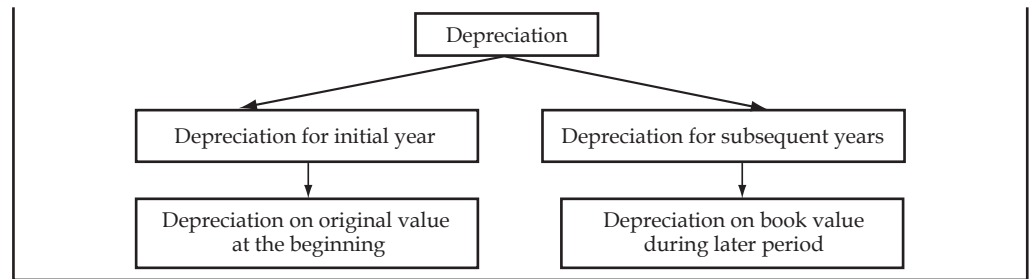 Depreciation
Depreciation for initial year
Depreciation for subsequent years
Depreciation on original value
at the beginning
Depreciation on book value
during later period